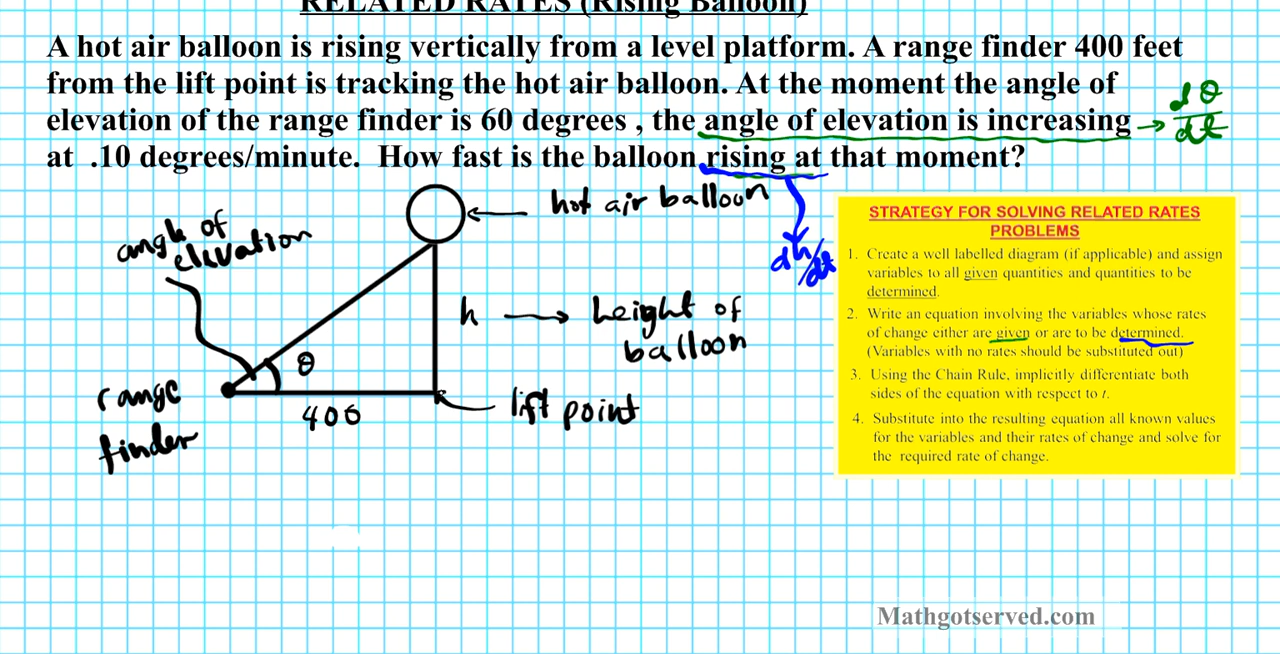 RELATED RATES (Rising Balloon)
A hot air balloon is rising vertically from a level platform. A range finder 400 feet
from the lift point is tracking the hot air balloon. At the moment the angle of
elevation of the range finder is 60 degrees , the angle of elevation is increasing → dθ/dt
at .10 degrees/minute. How fast is the balloon rising at that moment?
hot air balloon
angle of
elevation
dh/dt
h → height of
balloon
θ
range
finder
400
lift point
STRATEGY FOR SOLVING RELATED RATES
PROBLEMS
1. Create a well labelled diagram (if applicable) and assign
variables to all given quantities and quantities to be
determined.
2. Write an equation involving the variables whose rates
of change either are given or are to be determined.
(Variables with no rates should be substituted out)
3. Using the Chain Rule, implicitly differentiate both
sides of the equation with respect to t.
4. Substitute into the resulting equation all known values
for the variables and their rates of change and solve for
the required rate of change.
Mathgotserved.com